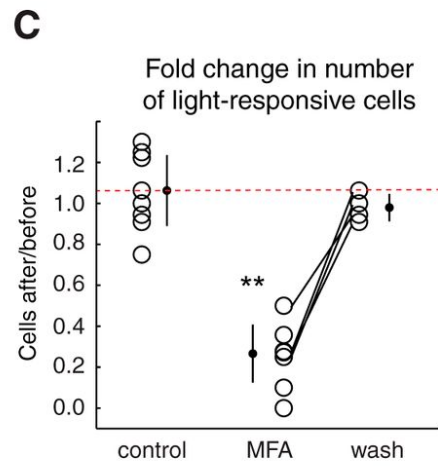 C
Fold change in number
of light-responsive cells
Cells after/before
1.2
1.0
0.8
0.6
0.4
0.2
0.0
**
control MFA wash